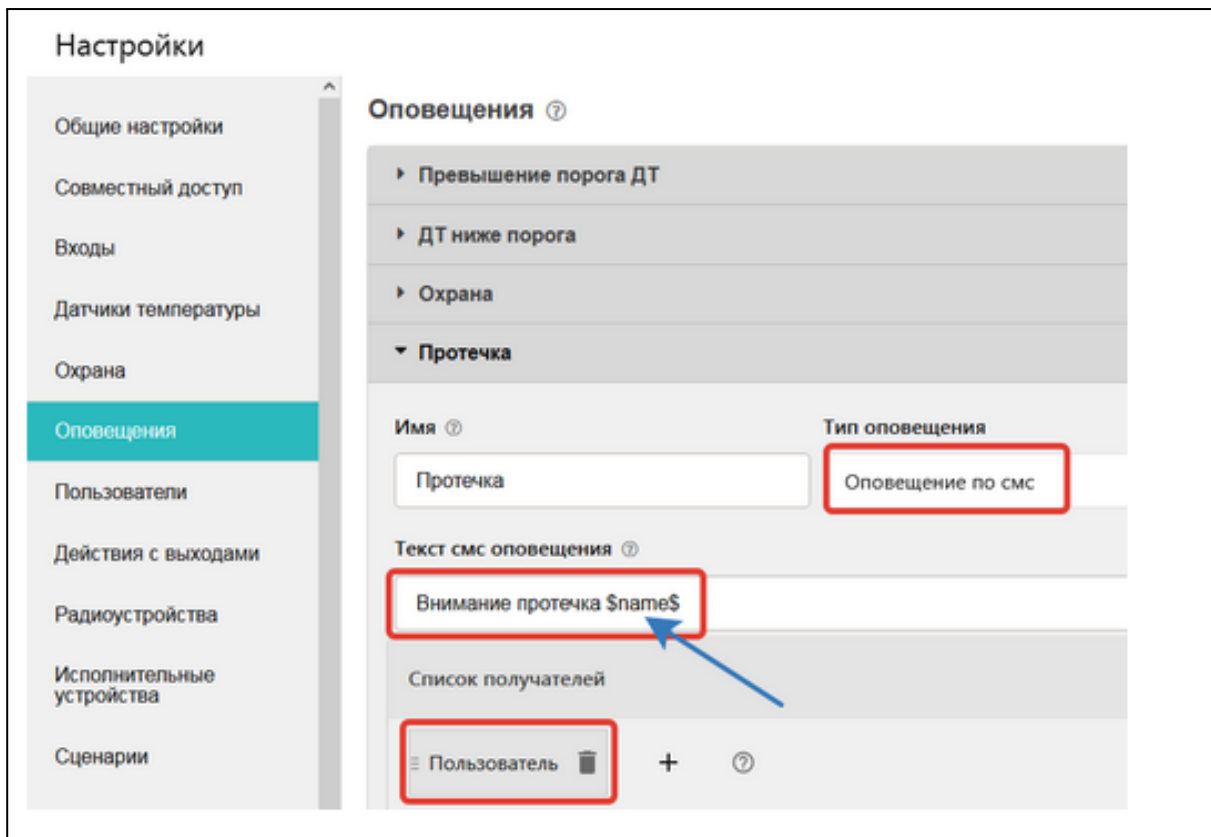 Настройки
Общие настройки
Совместный доступ
Входы
Датчики температуры
Охрана
Оповещения
Пользователи
Действия с выходами
Радиоустройства
Исполнительные
устройства
Сценарии
Оповещения ?
Превышение порога ДТ
ДТ ниже порога
Охрана
Протечка
Имя ? Тип оповещения
Протечка Оповещение по смс
Текст смс оповещения ?
Внимание протечка $name$
Список получателей
Пользователь + ?